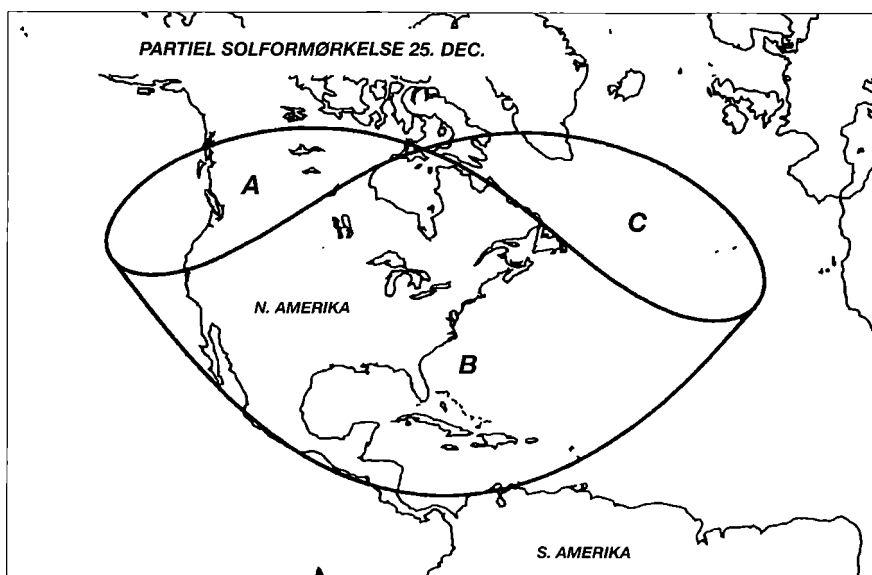 PARTIEL SOLFORMØRKELSE 25. DEC.
A
C
N. AMERIKA
B
S. AMERIKA